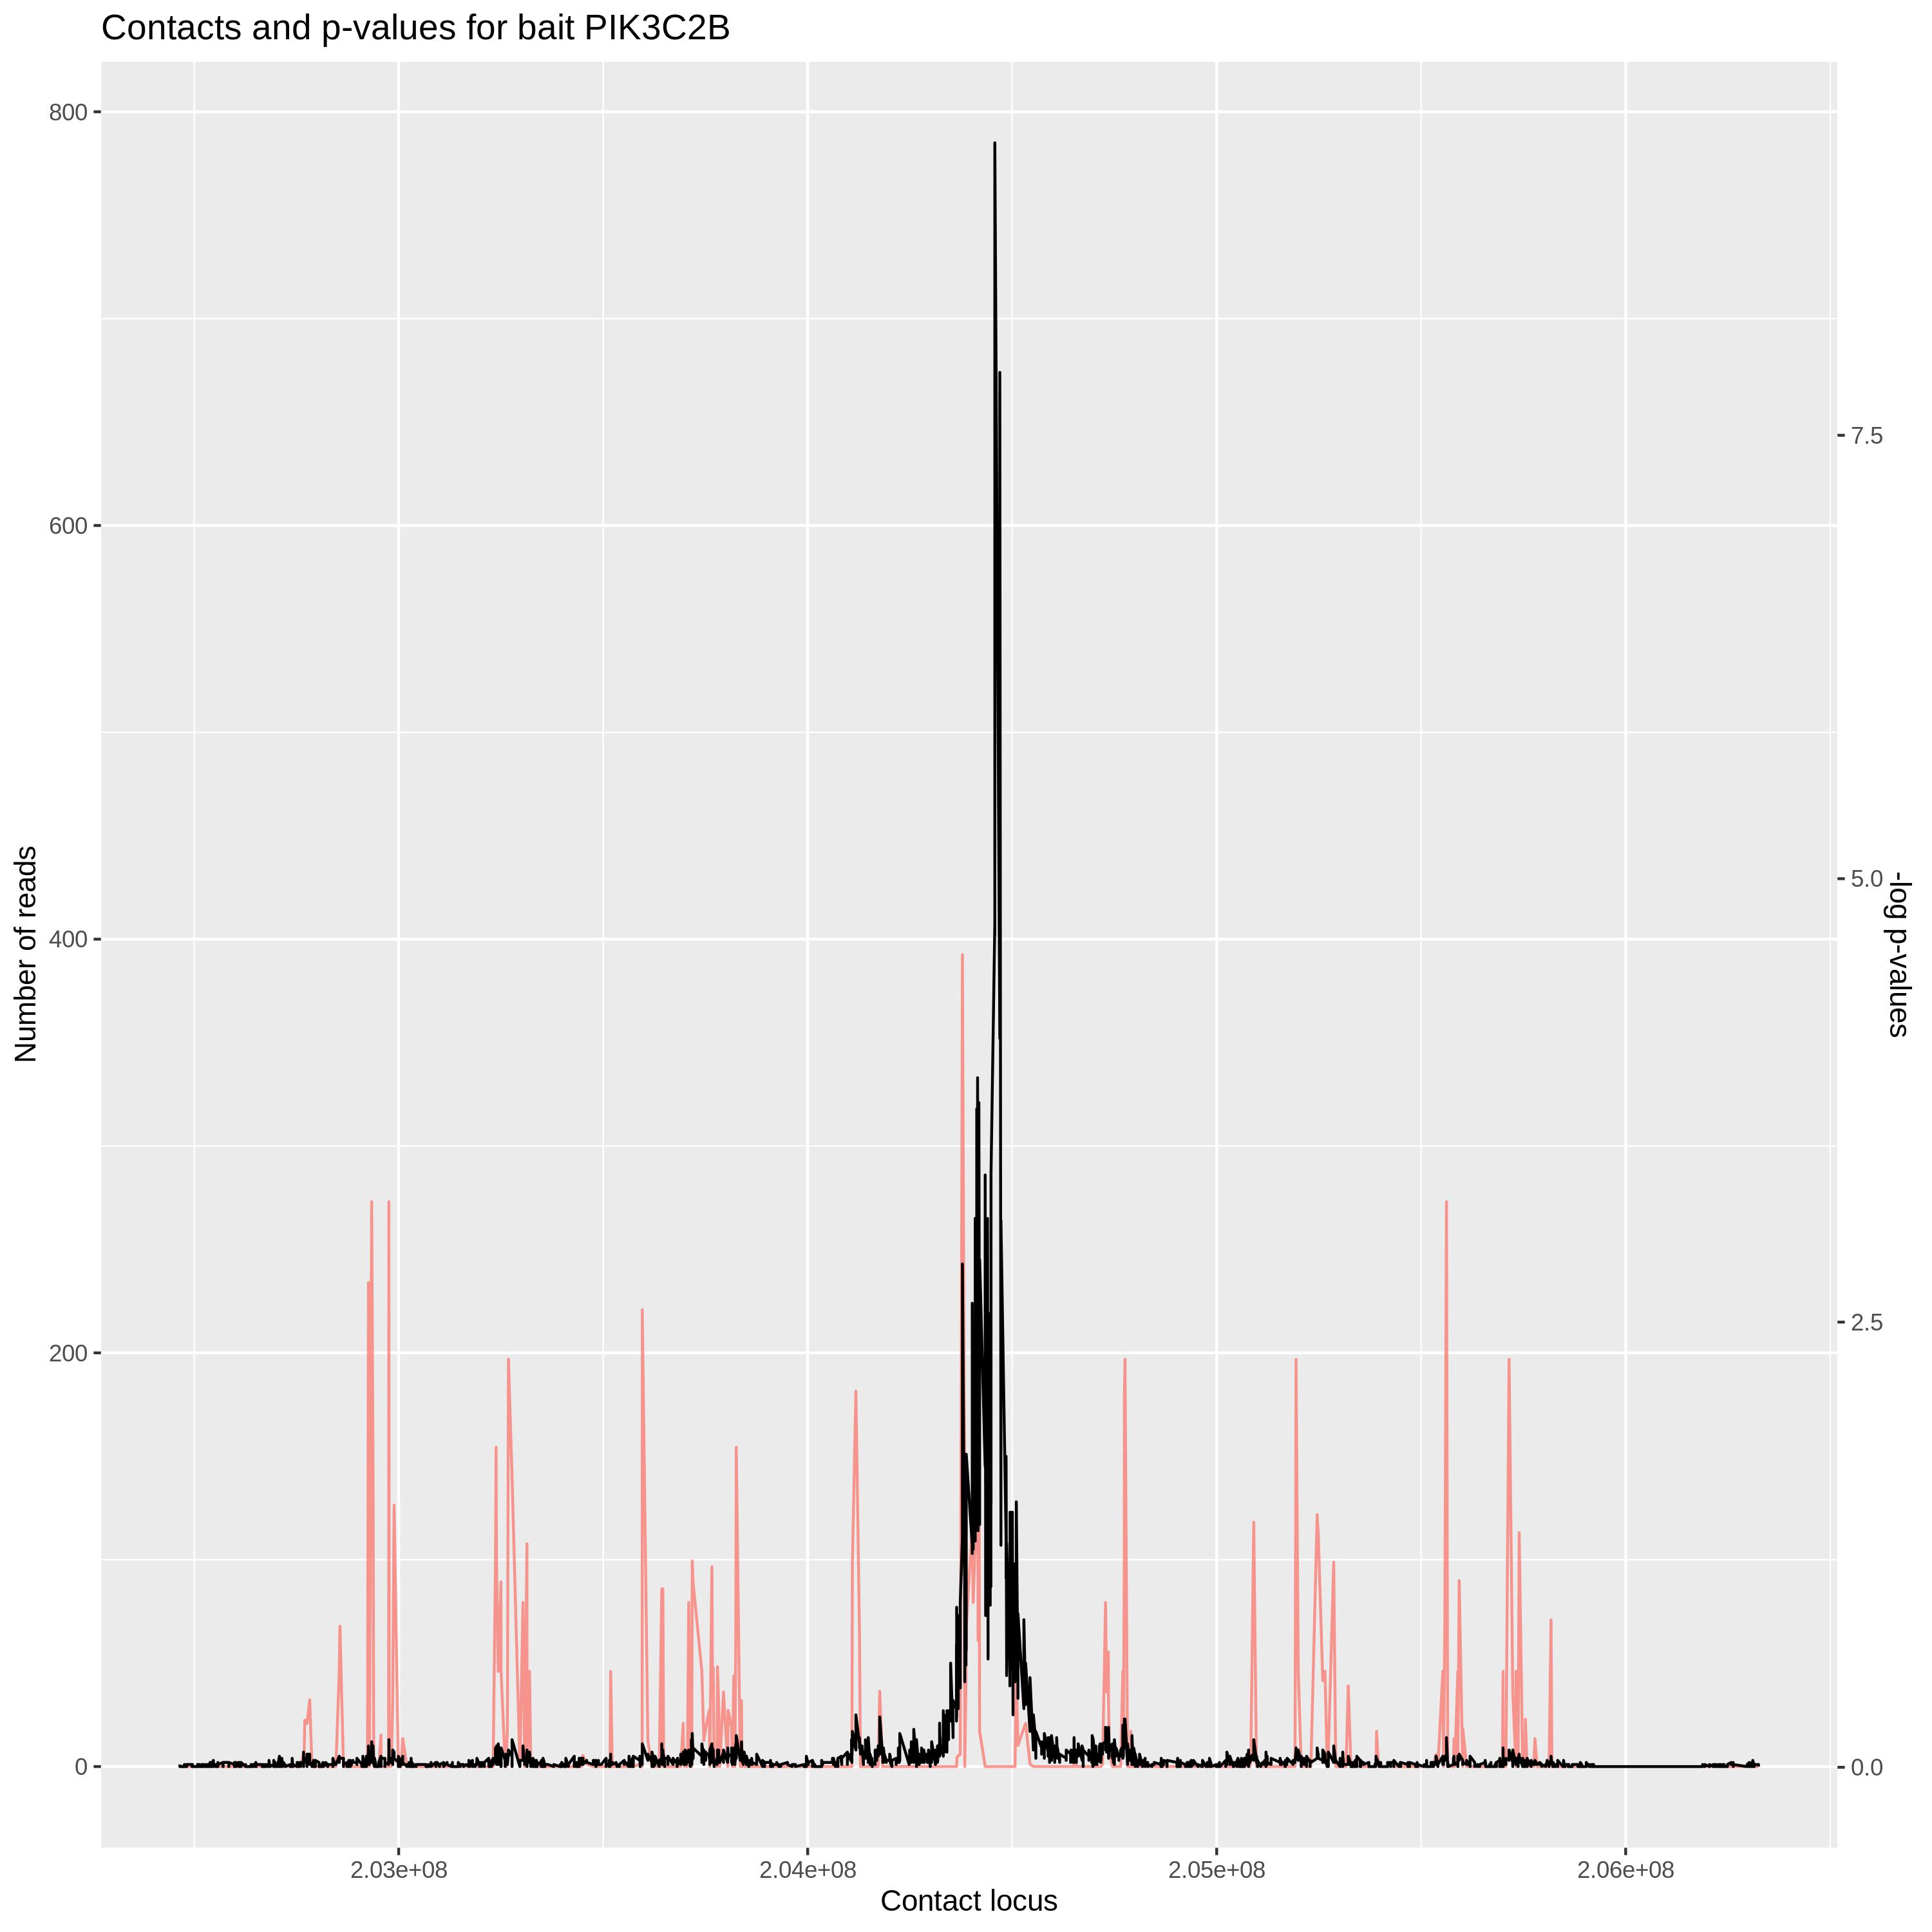 Contacts and p-values for bait PIK3C2B
800
600
400
200
0
Number of reads
7.5
5.0
2.5
0.0
-log p-values
2.03e+08
2.04e+08
2.05e+08
2.06e+08
Contact locus